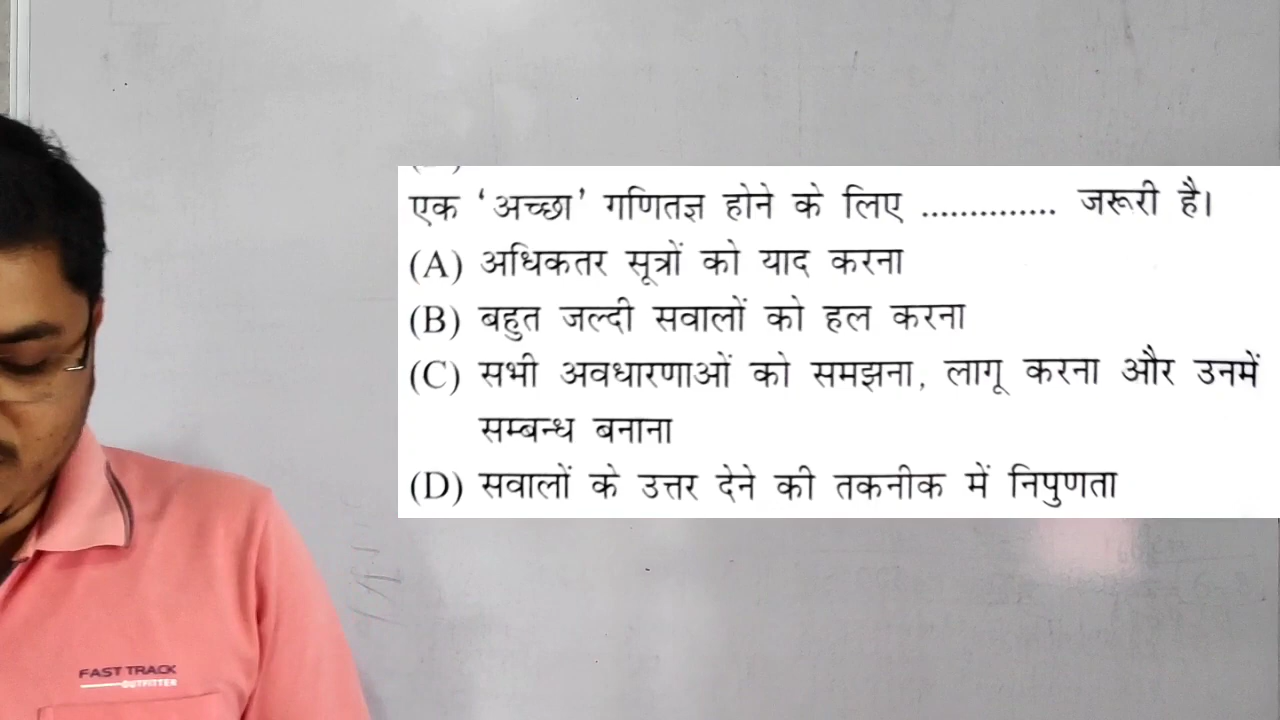 एक ‘अच्छा’ गणितज्ञ होने के लिए .............. जरूरी है।
(A) अधिकतर सूत्रों को याद करना
(B) बहुत जल्दी सवालों को हल करना
(C) सभी अवधारणाओं को समझना, लागू करना और उनमें
सम्बन्ध बनाना
(D) सवालों के उत्तर देने की तकनीक में निपुणता
FAST TRACK
OUTFITTER